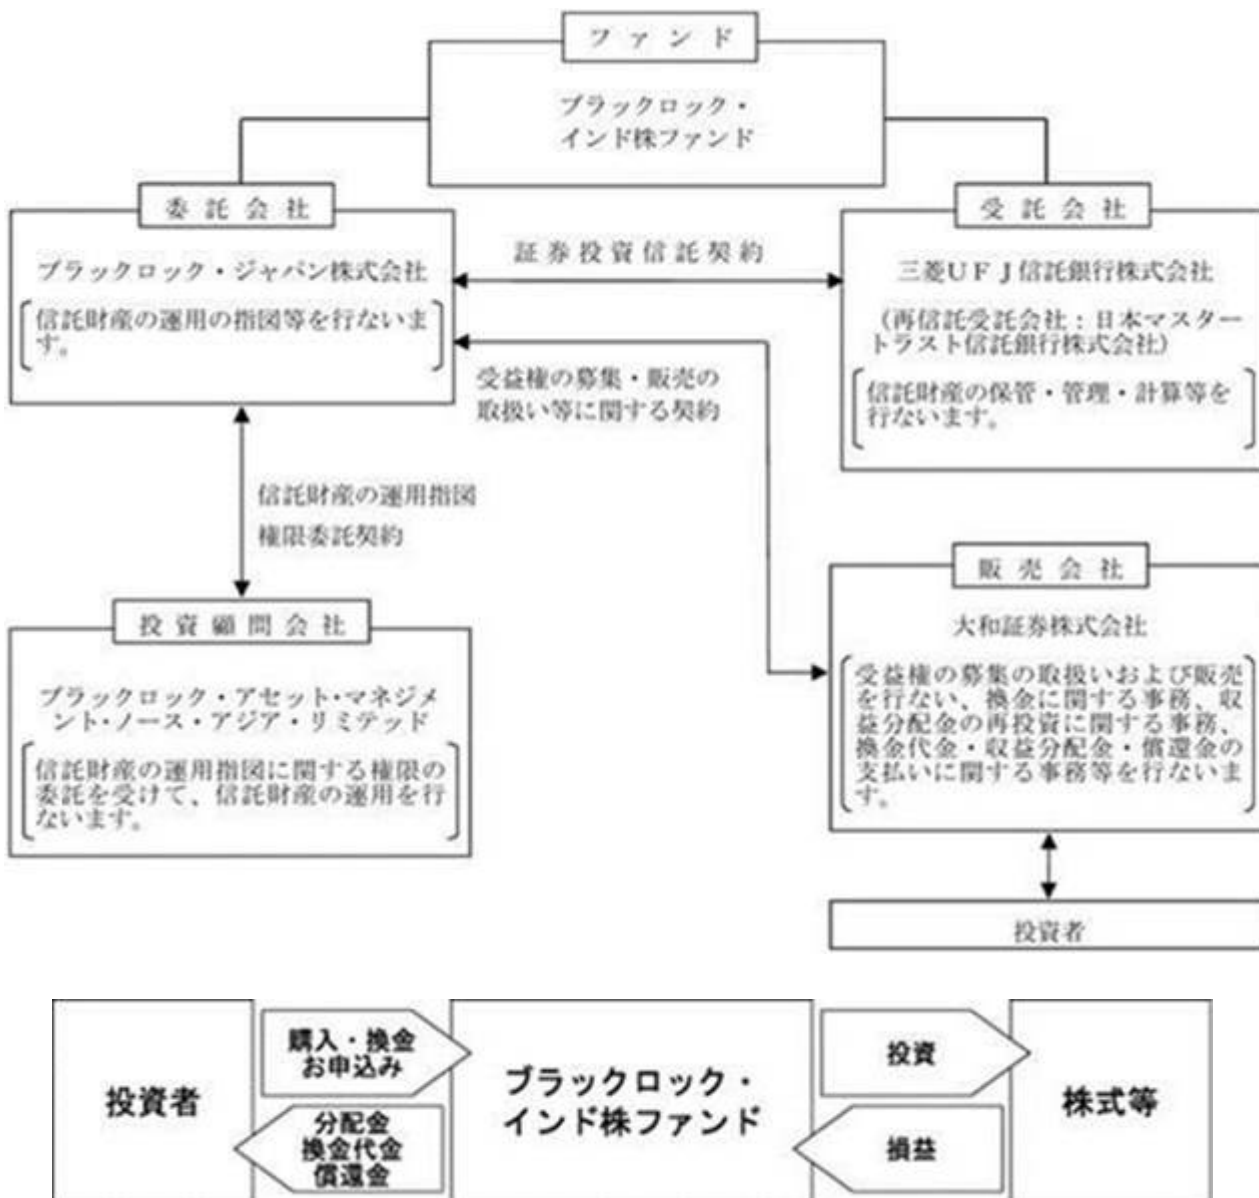 ファンド
ブラックロック・
インド株ファンド
委託会社
ブラックロック・ジャパン株式会社
信託財産の運用の指図等を行ないま
す。
証券投資信託契約
受託会社
三菱UFJ信託銀行株式会社
(再信託受託会社:日本マスター
トラスト信託銀行株式会社)
信託財産の保管・管理・計算等を
行ないます。
受益権の募集・販売の
取扱い等に関する契約
信託財産の運用指図
権限委託契約
投資顧問会社
ブラックロック・アセット・マネジメ
ント・ノース・アジア・リミテッド
信託財産の運用指図に関する権限の
委託を受けて、信託財産の運用を行
ないます。
販売会社
大和証券株式会社
受益権の募集の取扱いおよび販売
を行ない、換金に関する事務、収
益分配金の再投資に関する事務、
換金代金・収益分配金・償還金の
支払いに関する事務等を行ないま
す。
投資者
投資者
購入・換金
お申込み
分配金
換金代金
償還金
ブラックロック・
インド株ファンド
投資
損益
株式等